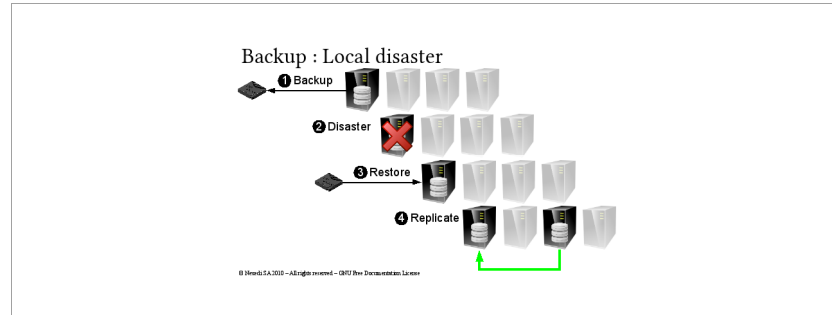 Backup : Local disaster
1 Backup
2 Disaster
3 Restore
4 Replicate
© Nexedi SA 2010 – All rights reserved – GNU Free Documentation License